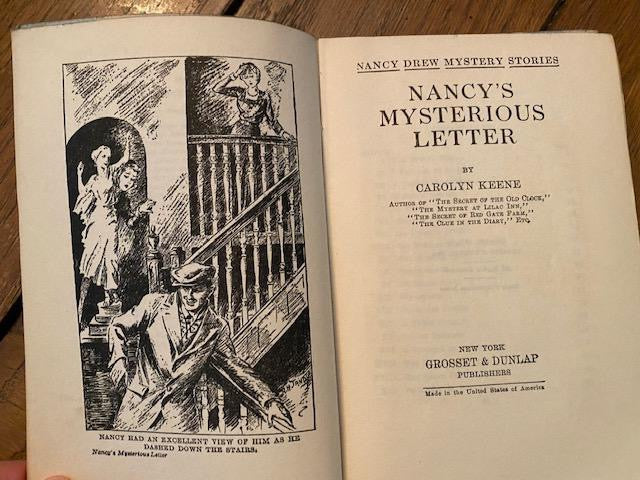 NANCY HAD AN EXCELLENT VIEW OF HIM AS HE
DASHED DOWN THE STAIRS.
Nancy's Mysterious Letter
NANCY DREW MYSTERY STORIES
NANCY'S
MYSTERIOUS
LETTER
BY
CAROLYN KEENE
AUTHOR OF "THE SECRET OF THE OLD CLOCK,"
"THE MYSTERY AT LILAC INN,"
"THE SECRET OF RED GATE FARM,"
"THE CLUE IN THE DIARY," ETC.
NEW YORK
GROSSET & DUNLAP
PUBLISHERS
Made in the United States of America